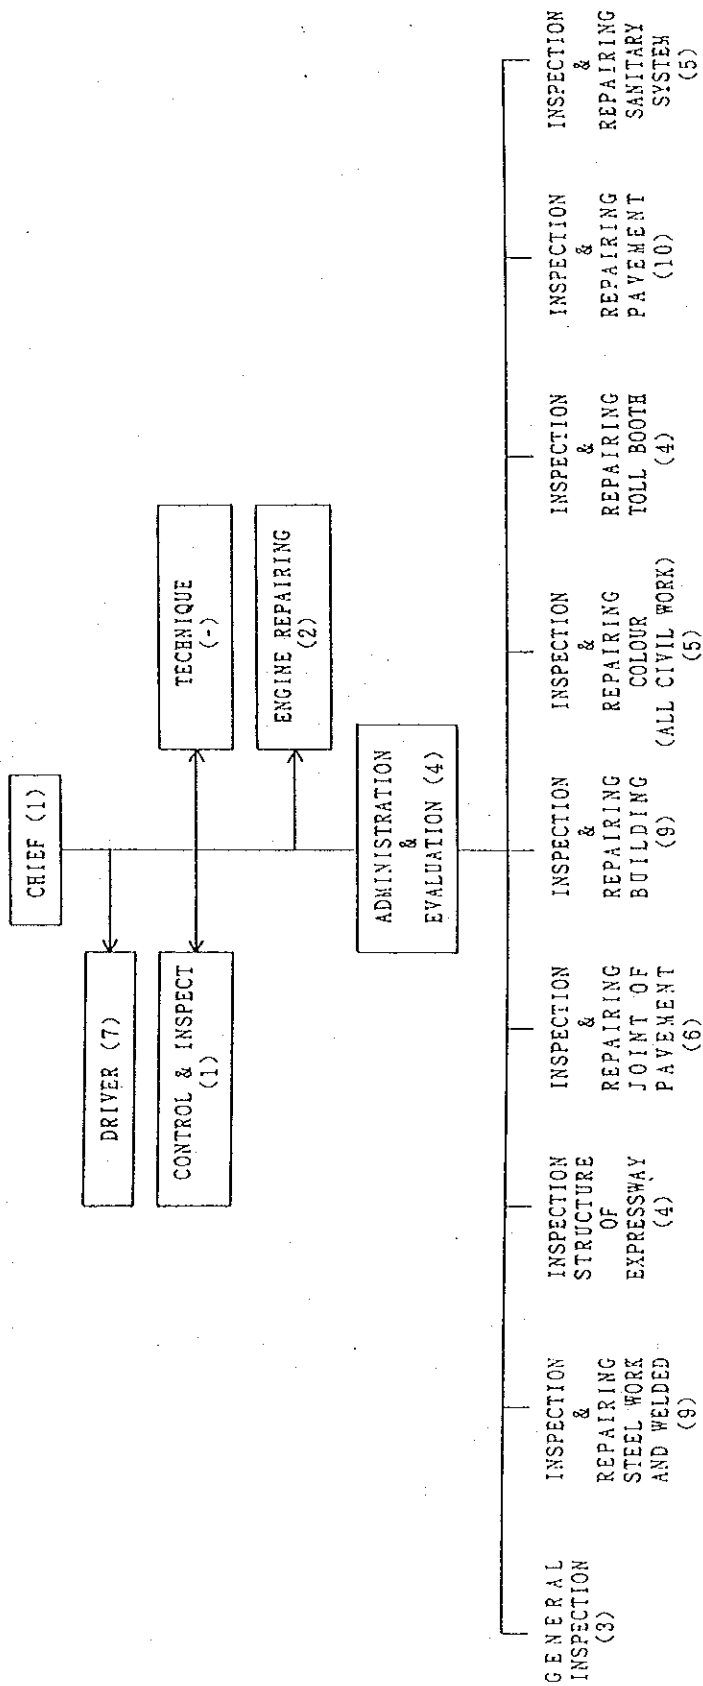 CHIEF (1)
DRIVER (7)
CONTROL & INSPECT
(1)
TECHNIQUE
(-)
ENGINE REPAIRING
(2)
ADMINISTRATION
&
EVALUATION (4)
GENERAL
INSPECTION
(3)
INSPECTION
&
REPAIRING
STEEL WORK
AND WELDED
(9)
INSPECTION
STRUCTURE
OF
EXPRESSWAY
(4)
INSPECTION
&
REPAIRING
JOINT OF
PAVEMENT
(6)
INSPECTION
&
REPAIRING
BUILDING
(9)
INSPECTION
&
REPAIRING
COLOUR
(ALL CIVIL WORK)
(5)
INSPECTION
&
REPAIRING
TOLL BOOTH
(4)
INSPECTION
&
REPAIRING
PAVEMENT
(10)
INSPECTION
&
REPAIRING
SANITARY
SYSTEM
(5)